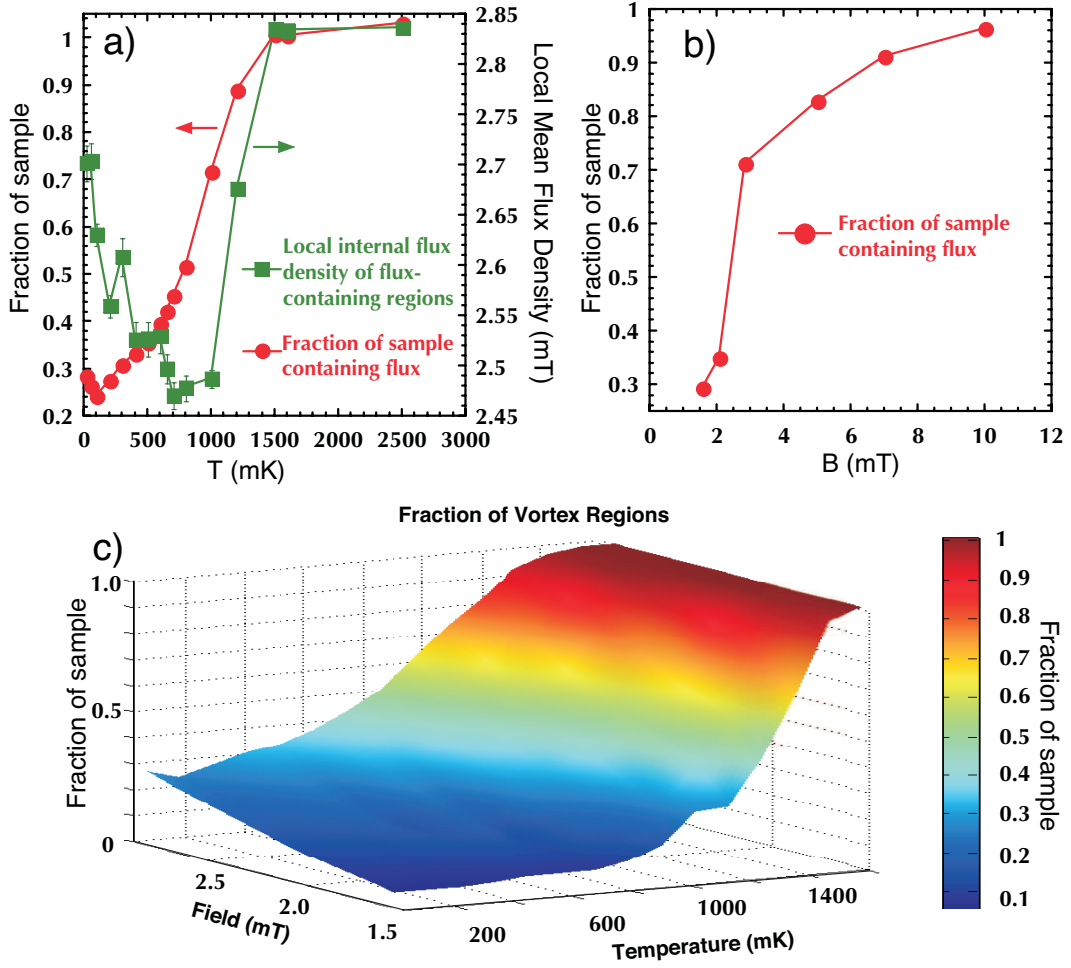 a)
Fraction of sample
1
0.9
0.8
0.7
0.6
0.5
0.4
0.3
0.2
0 500 1000 1500 2000 2500 3000
T (mK)
2.85
2.8
2.75
2.7
2.65
2.6
2.55
2.5
2.45
Local Mean Flux Density (mT)
Local internal flux
density of flux-
containing regions
Fraction of sample
containing flux
b)
Fraction of sample
1
0.9
0.8
0.7
0.6
0.5
0.4
0.3
0 2 4 6 8 10 12
B (mT)
Fraction of sample
containing flux
c)
Fraction of Vortex Regions
Fraction of sample
1.0
0.5
0
2.5
2.0
1.5
Field (mT)
200
600
1000
1400
Temperature (mK)
1
0.9
0.8
0.7
0.6
0.5
0.4
0.3
0.2
0.1
Fraction of sample